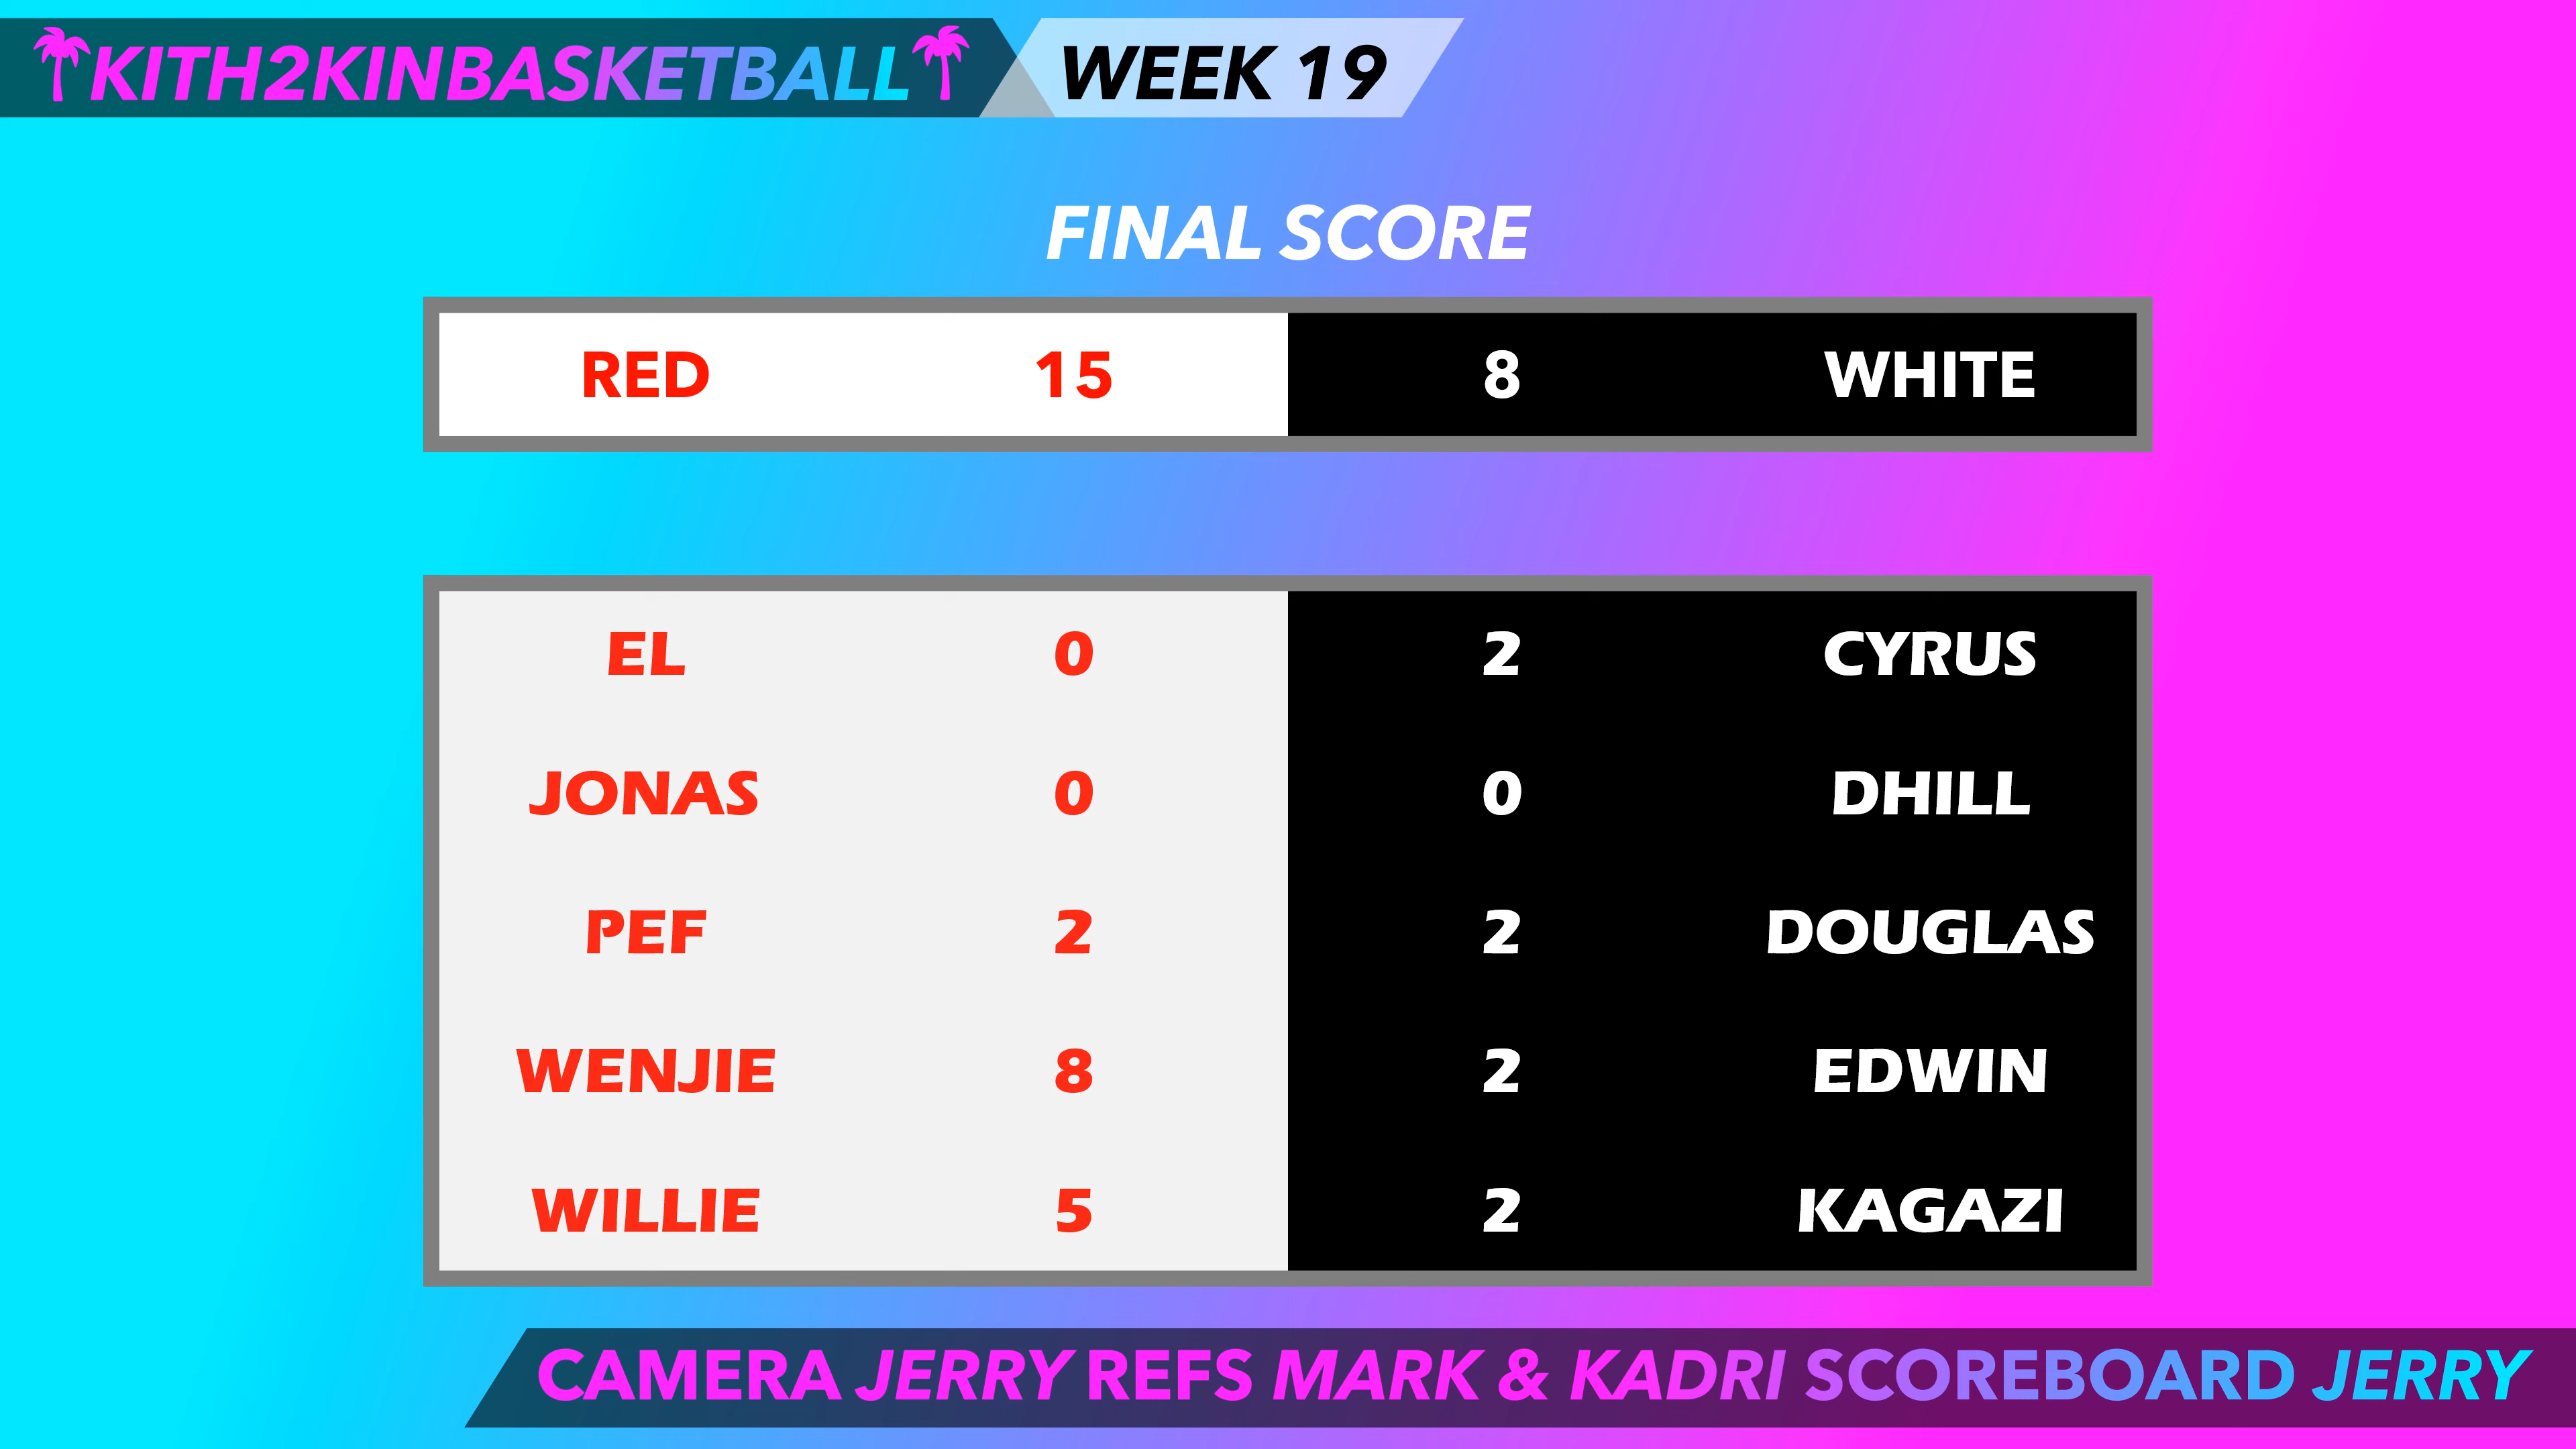 KITH2KINBASKETBALL WEEK 19
FINAL SCORE
RED 15 8 WHITE
EL 0 2 CYRUS
JONAS 0 0 DHILL
PEF 2 2 DOUGLAS
WENJIE 8 2 EDWIN
WILLIE 5 2 KAGAZI
CAMERA JERRY REFS MARK & KADRI SCOREBOARD JERRY